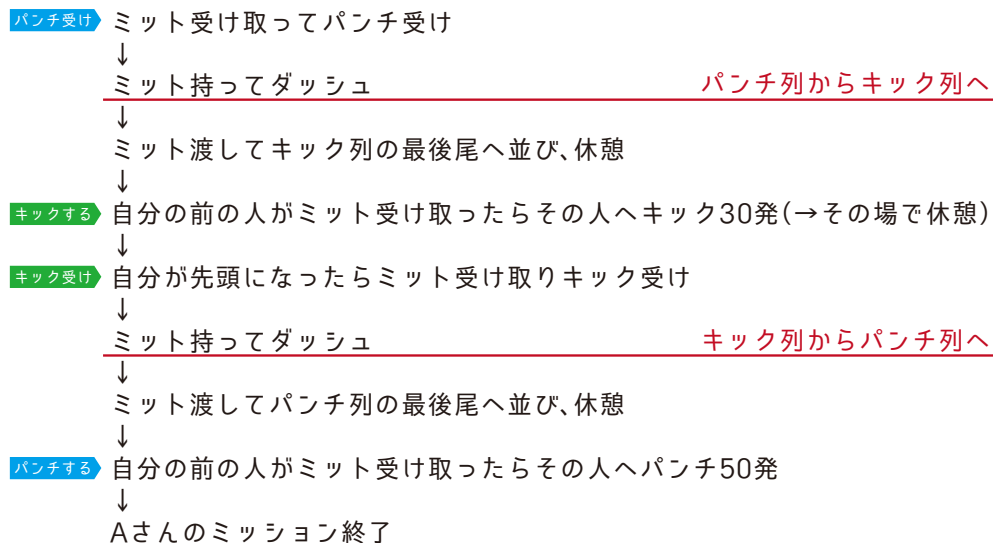 パンチ受け ミット受け取ってパンチ受け
↓
ミット持ってダッシュ パンチ列からキック列へ
↓
ミット渡してキック列の最後尾へ並び、休憩
↓
キックする 自分の前の人がミット受け取ったらその人へキック30発(→その場で休憩)
↓
キック受け 自分が先頭になったらミット受け取りキック受け
↓
ミット持ってダッシュ キック列からパンチ列へ
↓
ミット渡してパンチ列の最後尾へ並び、休憩
↓
パンチする 自分の前の人がミット受け取ったらその人へパンチ50発
↓
Aさんのミッション終了